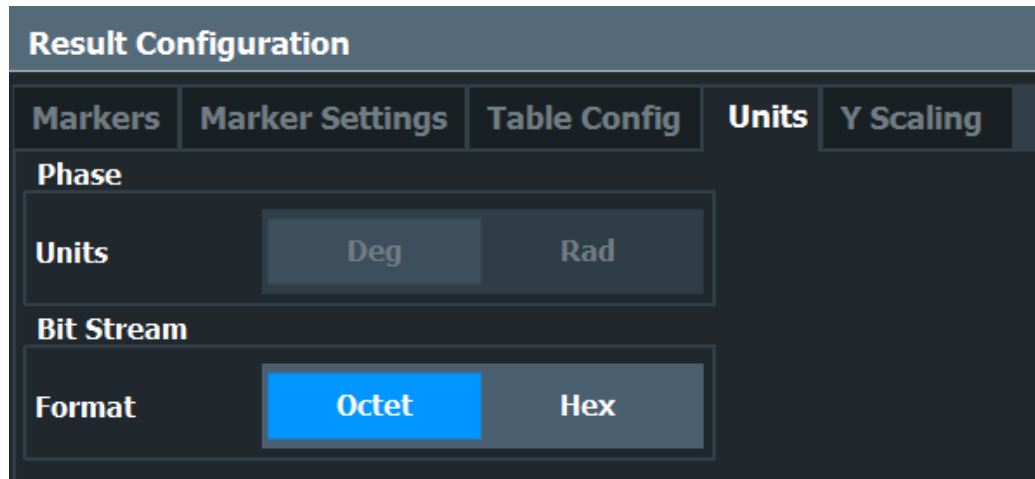 Result Configuration
Markers Marker Settings Table Config Units Y Scaling
Phase
Units Deg Rad
Bit Stream
Format Octet Hex